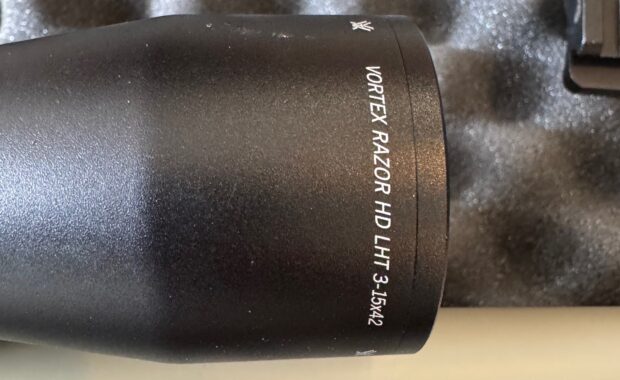 VORTEX RAZOR HD LHT 3-15x42